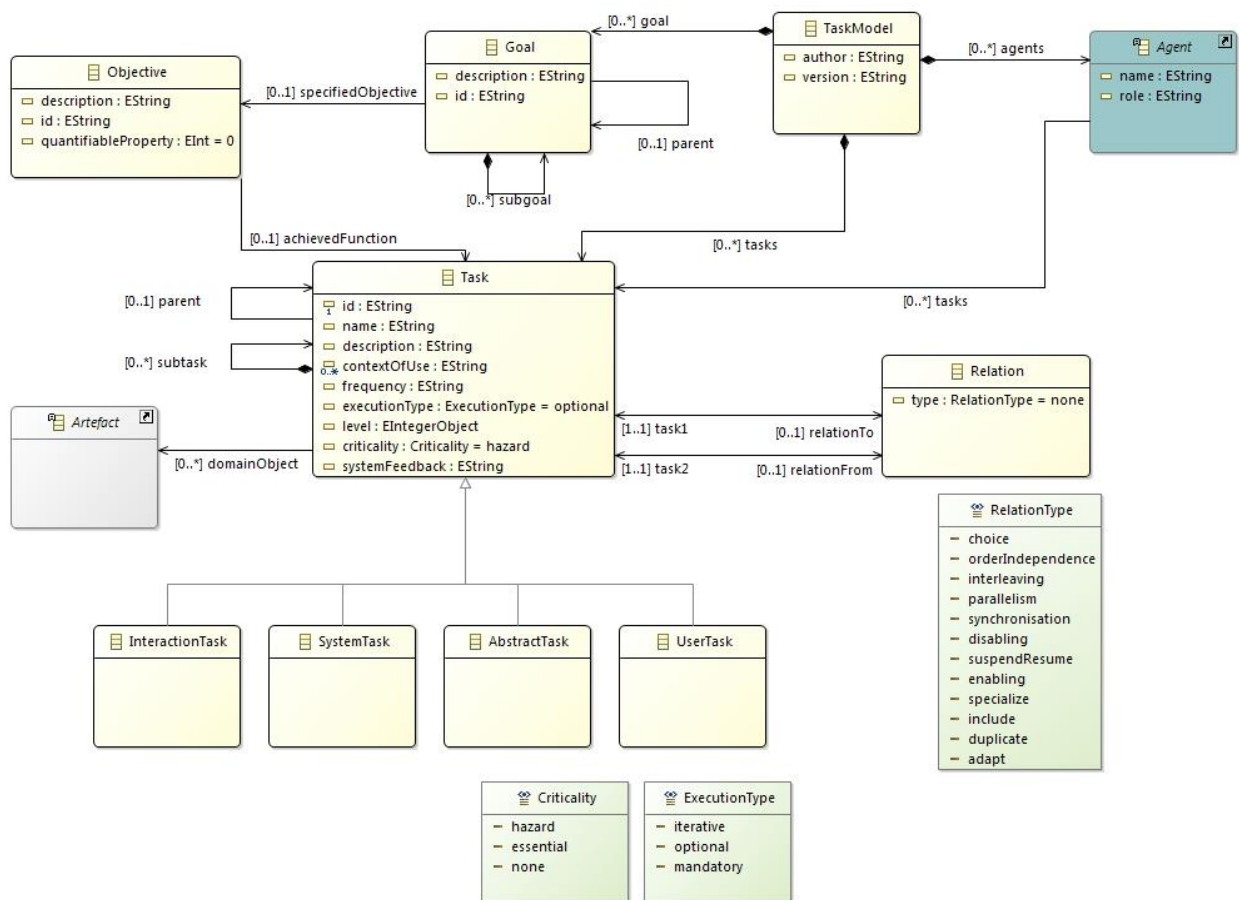 [0..*] goal
TaskModel
author : EString
version : EString
[0..*] agents
Agent
name : EString
role : EString
Goal
description : EString
id : EString
[0..1] parent
[0..*] subgoal
Objective
description : EString
id : EString
quantifiableProperty : EInt = 0
[0..1] specifiedObjective
[0..1] achievedFunction
[0..*] tasks
[0..*] tasks
Task
id : EString
1
name : EString
description : EString
contextOfUse : EString
0..*
frequency : EString
executionType : ExecutionType = optional
level : EIntegerObject
criticality : Criticality = hazard
systemFeedback : EString
[0..1] parent
[0..*] subtask
Artefact
[0..*] domainObject
Relation
type : RelationType = none
[1..1] task1
[0..1] relationTo
[1..1] task2
[0..1] relationFrom
RelationType
choice
orderIndependence
interleaving
parallelism
synchronisation
disabling
suspendResume
enabling
specialize
include
duplicate
adapt
InteractionTask
SystemTask
AbstractTask
UserTask
Criticality
hazard
essential
none
ExecutionType
iterative
optional
mandatory